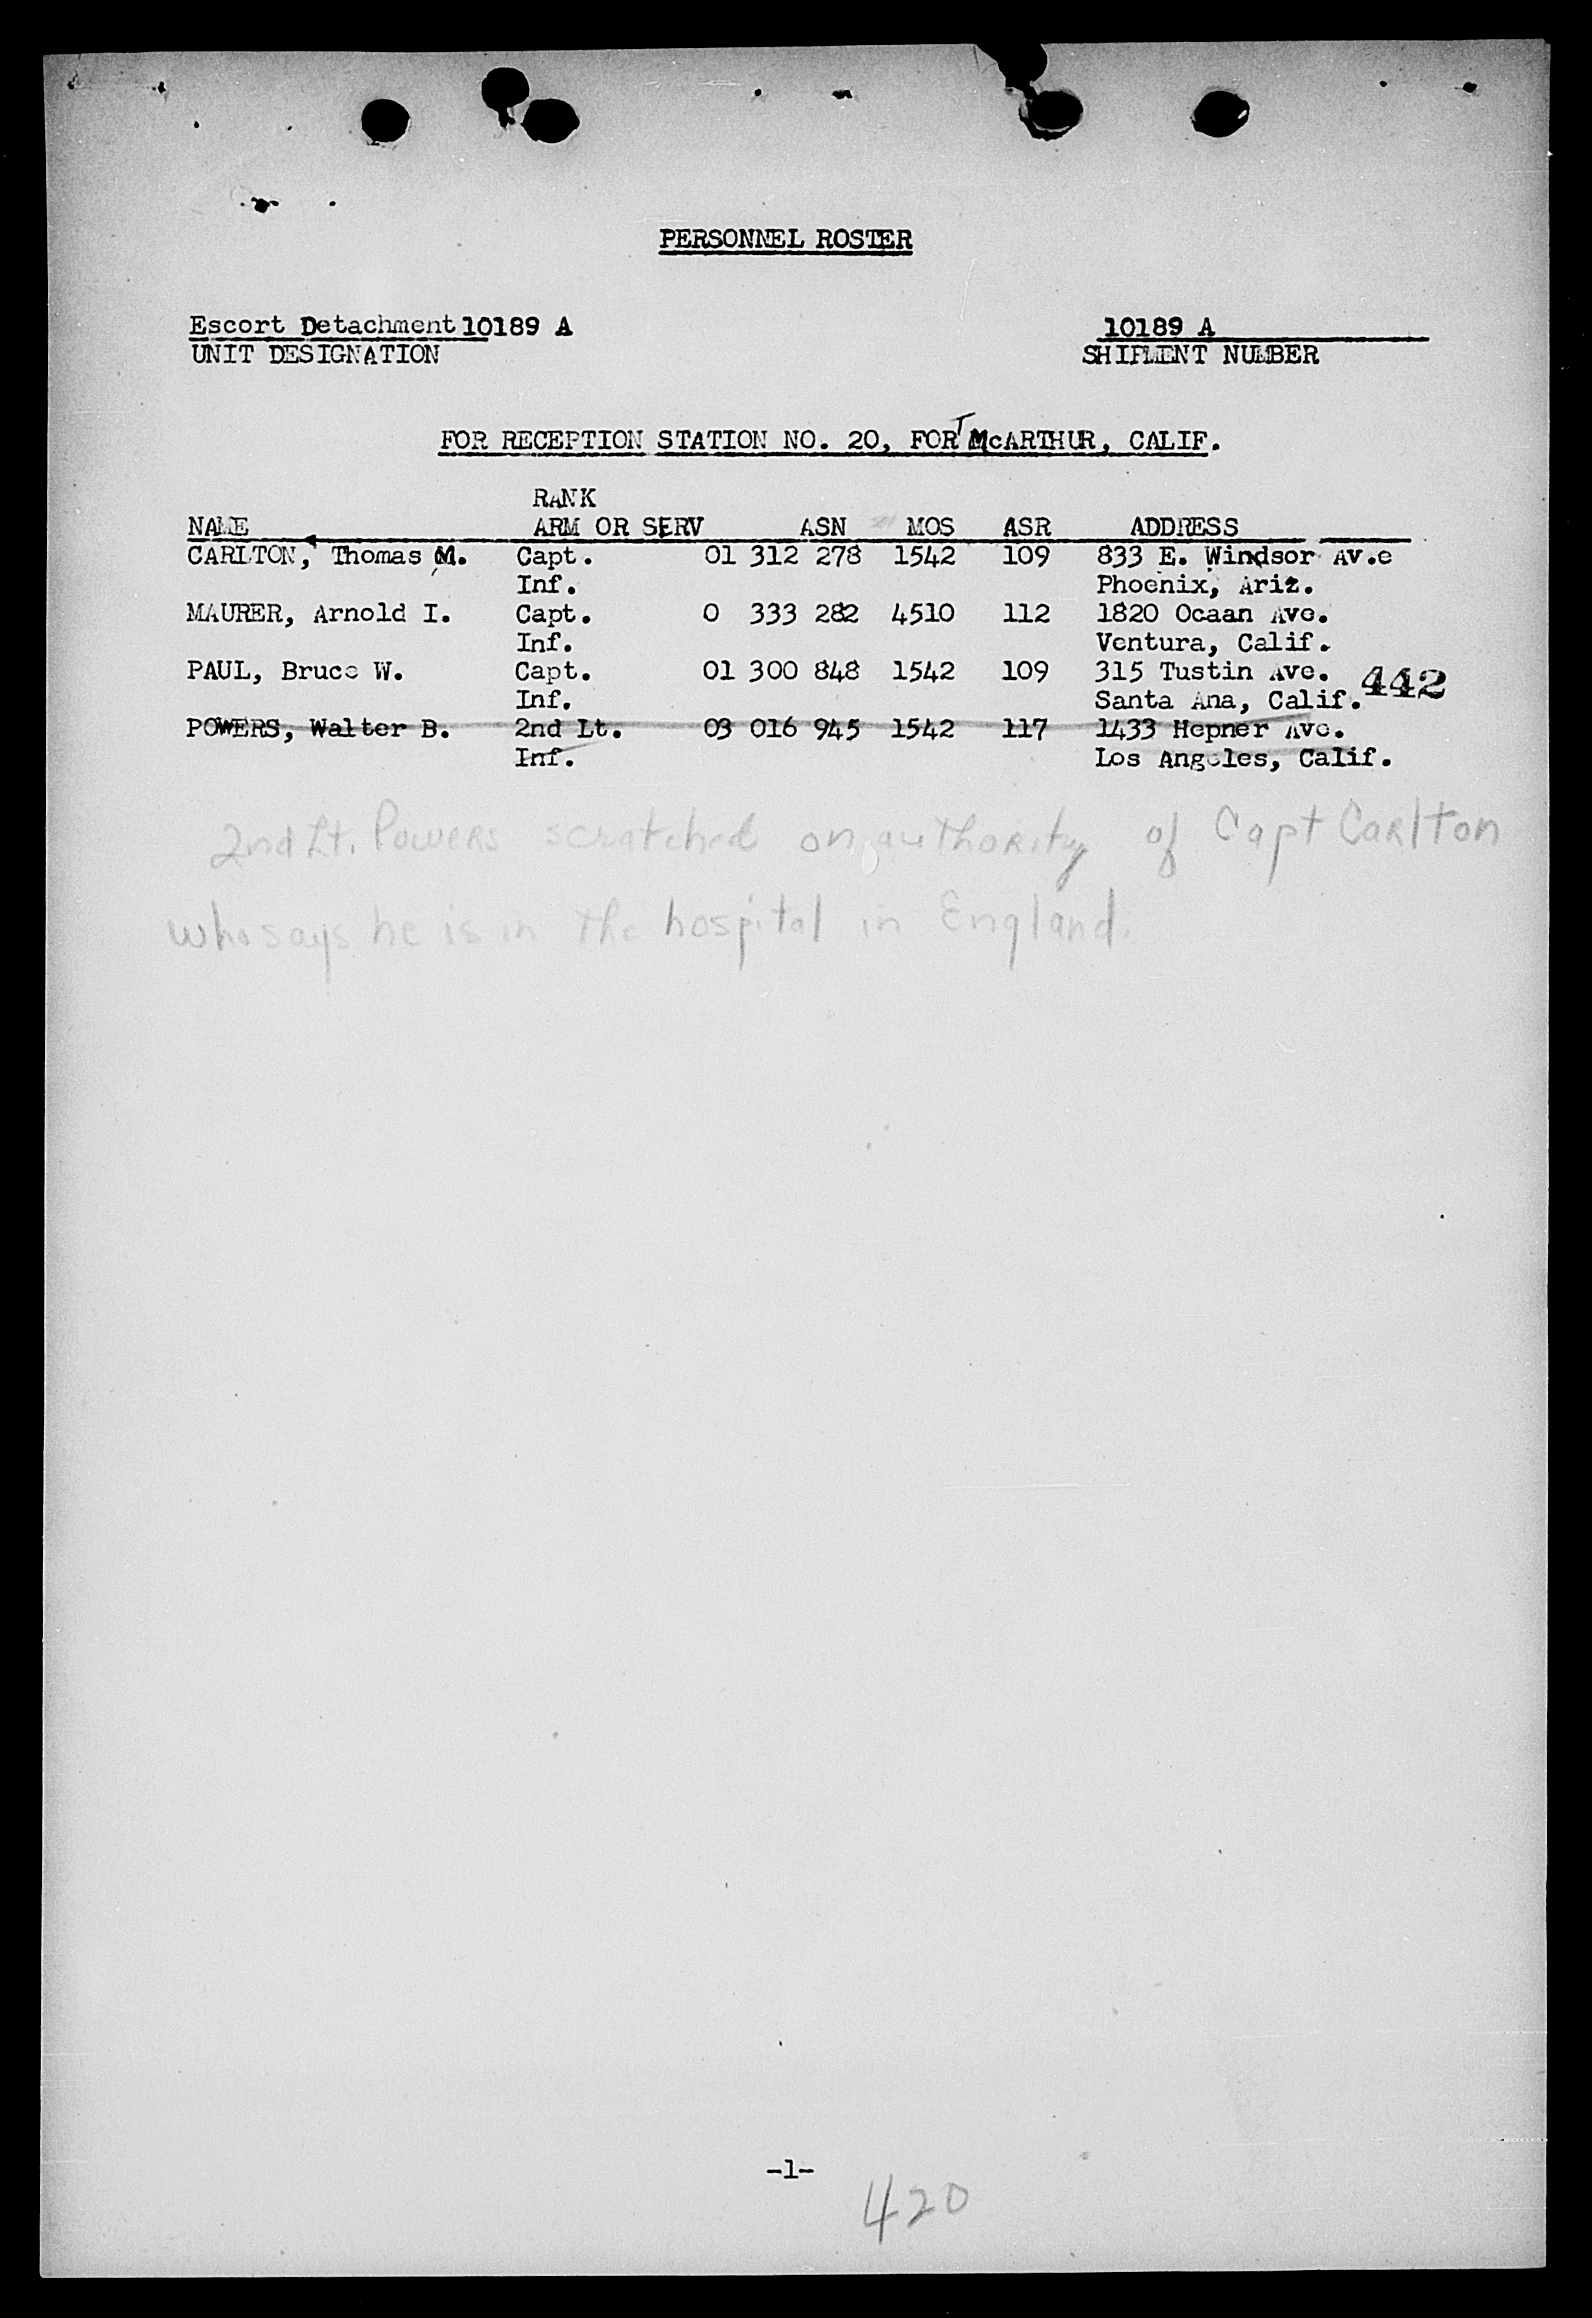 PERSONNEL ROSTER
Escort Detachment 10189 A 10189 A
UNIT DESIGNATION SHIPMENT NUMBER
FOR RECEPTION STATION NO. 20, FORT McARTHUR, CALIF.
RANK
NAME ARM OR SERV ASN MOS ASR ADDRESS
CARLTON, Thomas M. Capt. 01 312 278 1542 109 833 E. Windsor Av.e
Inf. Phoenix, Ariz.
MAURER, Arnold I. Capt. 0 333 282 4510 112 1820 Ocaan Ave.
Inf. Ventura, Calif.
PAUL, Bruce W. Capt. 01 300 848 1542 109 315 Tustin Ave. 442
Inf. Santa Ana, Calif.
POWERS, Walter B. 2nd Lt. 03 016 945 1542 117 1433 Hepner Ave.
Inf. Los Angeles, Calif.
2nd Lt. Powers scratched on authority of Capt Carlton
who says he is in the hospital in England.
-1-
420